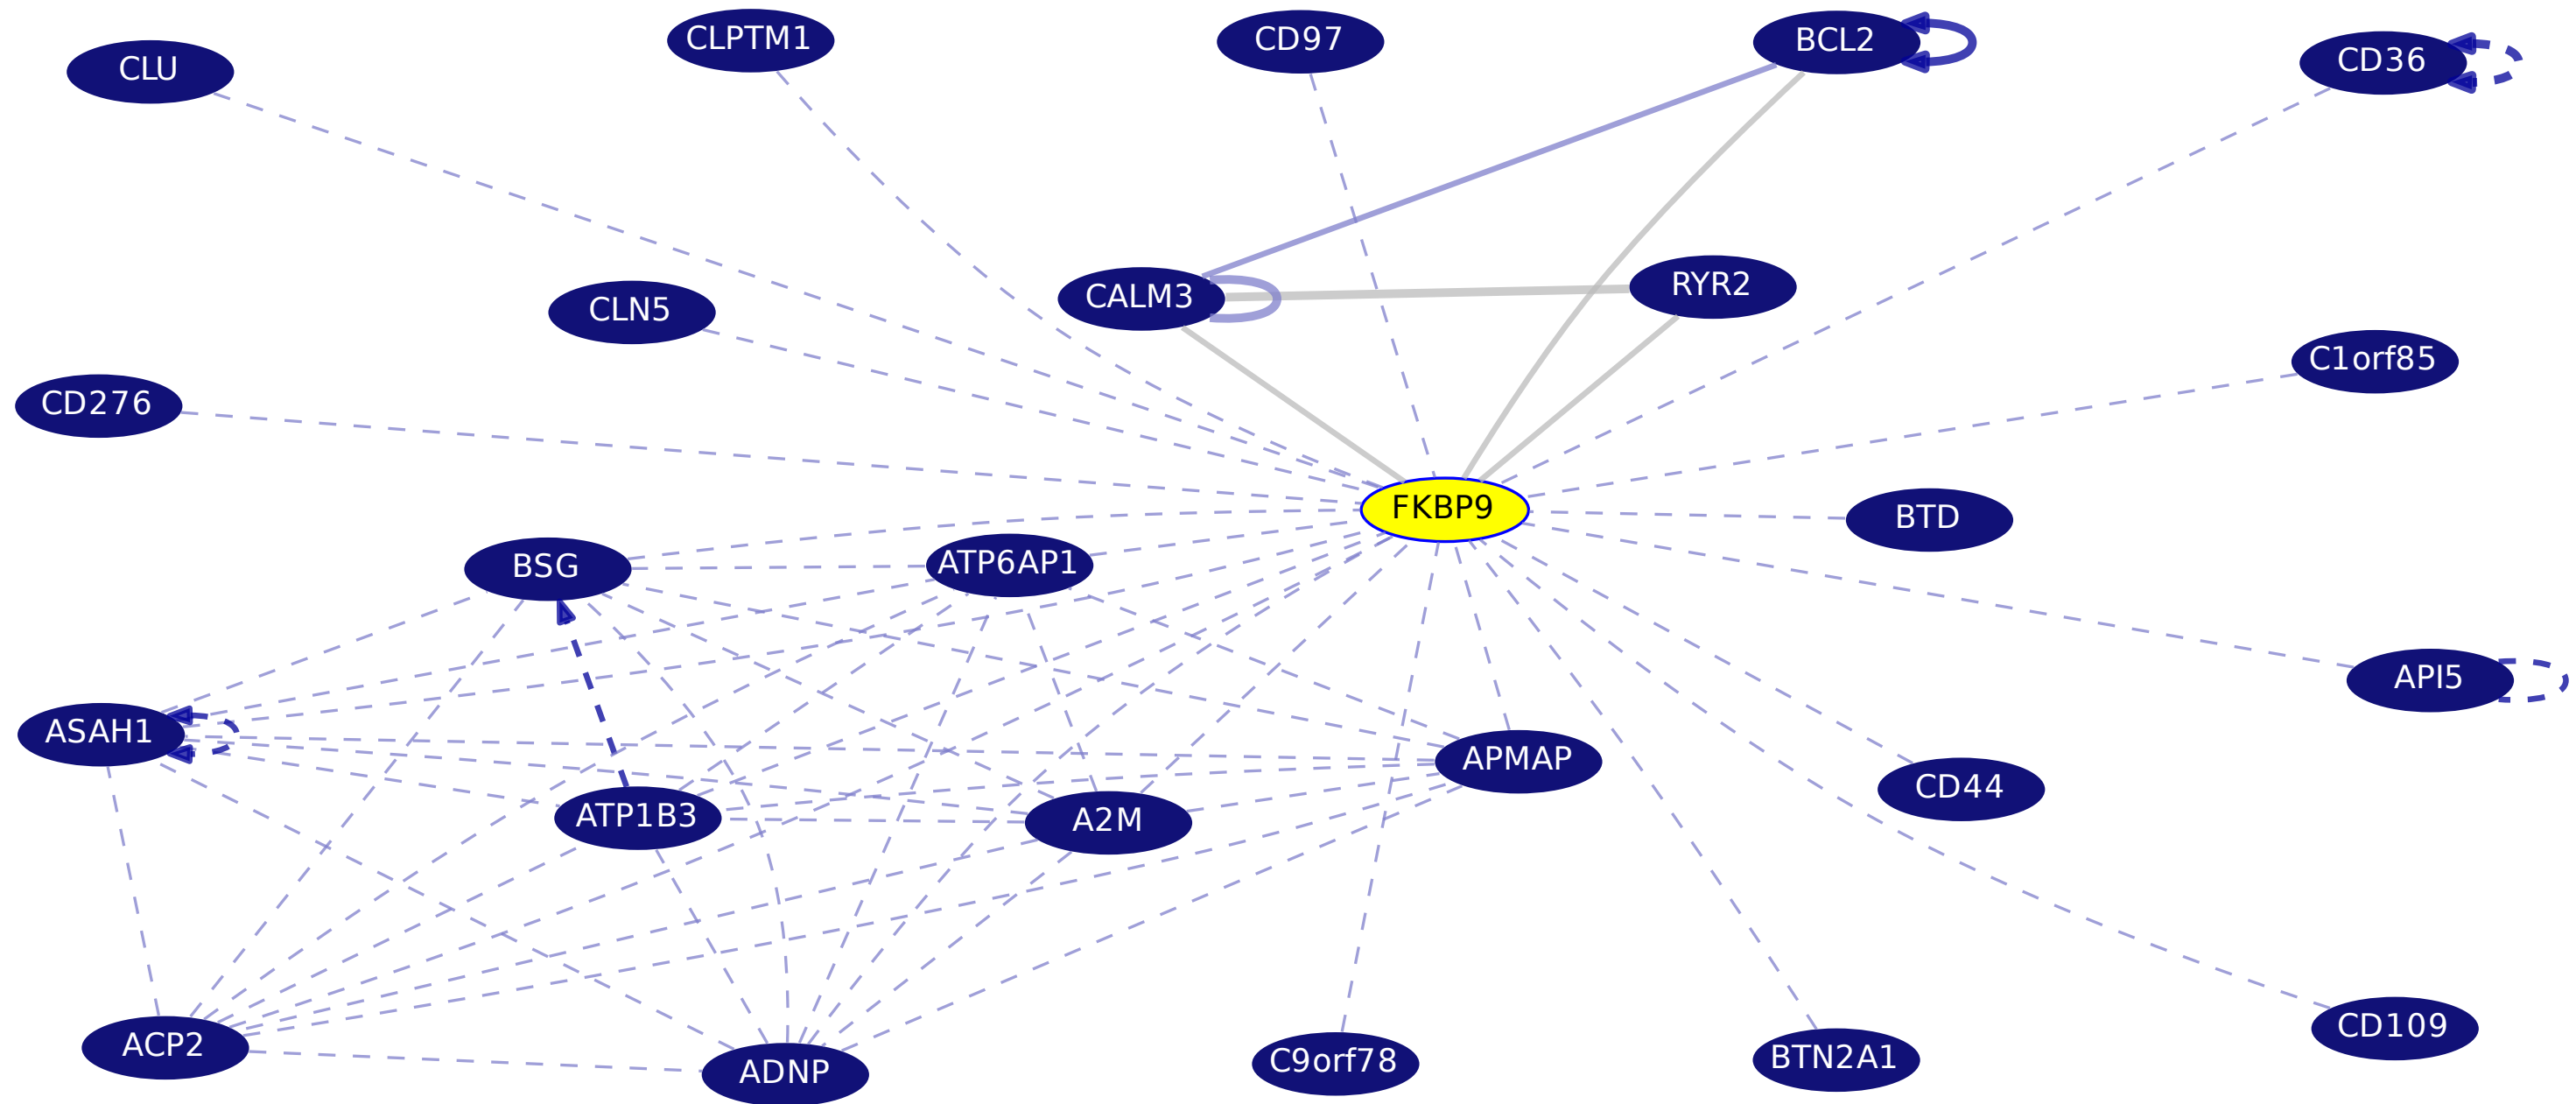 CLPTM1
CD97
BCL2
CD36
CLU
CALM3
RYR2
CLN5
C1orf85
CD276
FKBP9
BTD
BSG
ATP6AP1
API5
ASAH1
APMAP
CD44
ATP1B3
A2M
CD109
ACP2
ADNP
C9orf78
BTN2A1